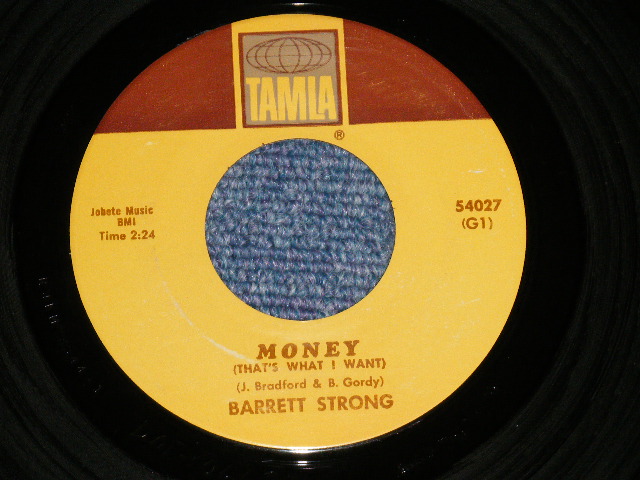 TAMLA
®
Jobete Music
BMI
Time 2:24
54027
(G1)
MONEY
(THAT'S WHAT I WANT)
(J. Bradford & B. Gordy)
BARRETT STRONG